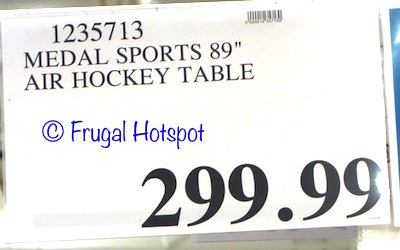 1235713
MEDAL SPORTS 89"
AIR HOCKEY TABLE
© Frugal Hotspot
299.99